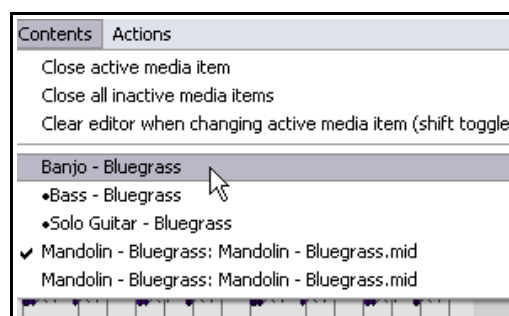 Contents Actions
Close active media item
Close all inactive media items
Clear editor when changing active media item (shift toggle
Banjo - Bluegrass
•Bass - Bluegrass
•Solo Guitar - Bluegrass
✔ Mandolin - Bluegrass: Mandolin - Bluegrass.mid
Mandolin - Bluegrass: Mandolin - Bluegrass.mid